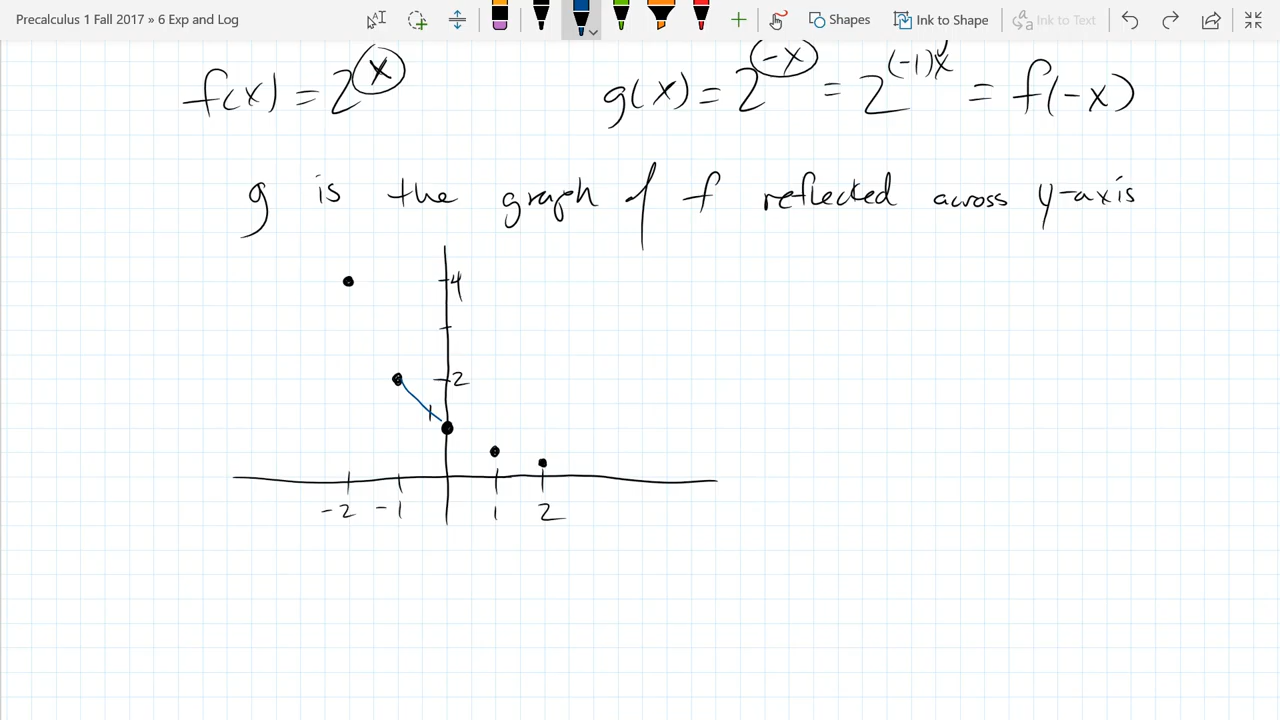 Precalculus 1 Fall 2017 » 6 Exp and Log
Shapes
Ink to Shape
Ink to Text
f(x) = 2^x
g(x) = 2^(-x) = 2^((-1)x) = f(-x)
g is the graph of f reflected across y-axis
4
2
1
-2 -1 1 2